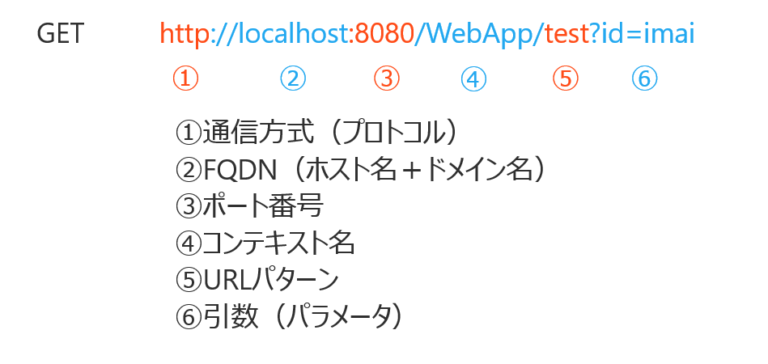 GET http://localhost:8080/WebApp/test?id=imai
① ② ③ ④ ⑤ ⑥
①通信方式（プロトコル）
②FQDN（ホスト名＋ドメイン名）
③ポート番号
④コンテキスト名
⑤URLパターン
⑥引数（パラメータ）